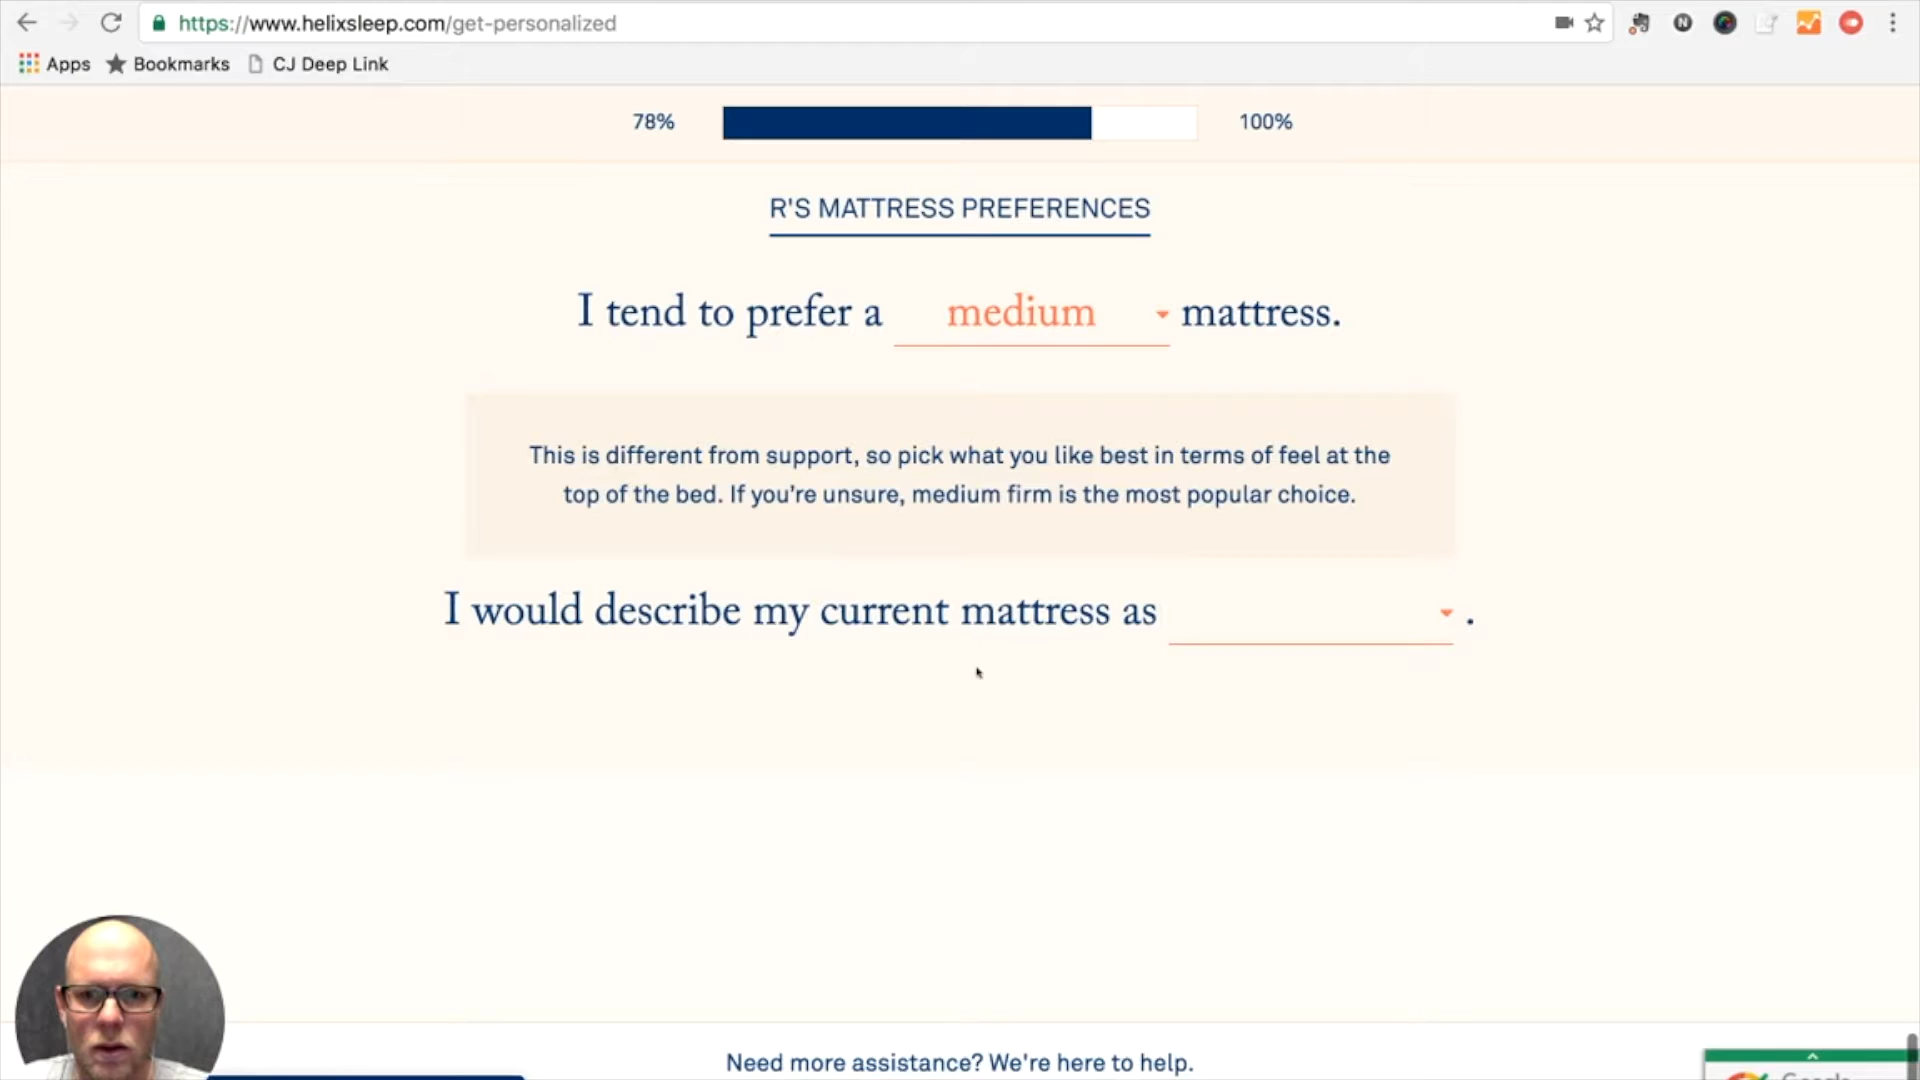 https://www.helixsleep.com/get-personalized
Apps Bookmarks CJ Deep Link
78% 100%
R'S MATTRESS PREFERENCES
I tend to prefer a medium mattress.
This is different from support, so pick what you like best in terms of feel at the
top of the bed. If you're unsure, medium firm is the most popular choice.
I would describe my current mattress as .
Need more assistance? We're here to help.
Google